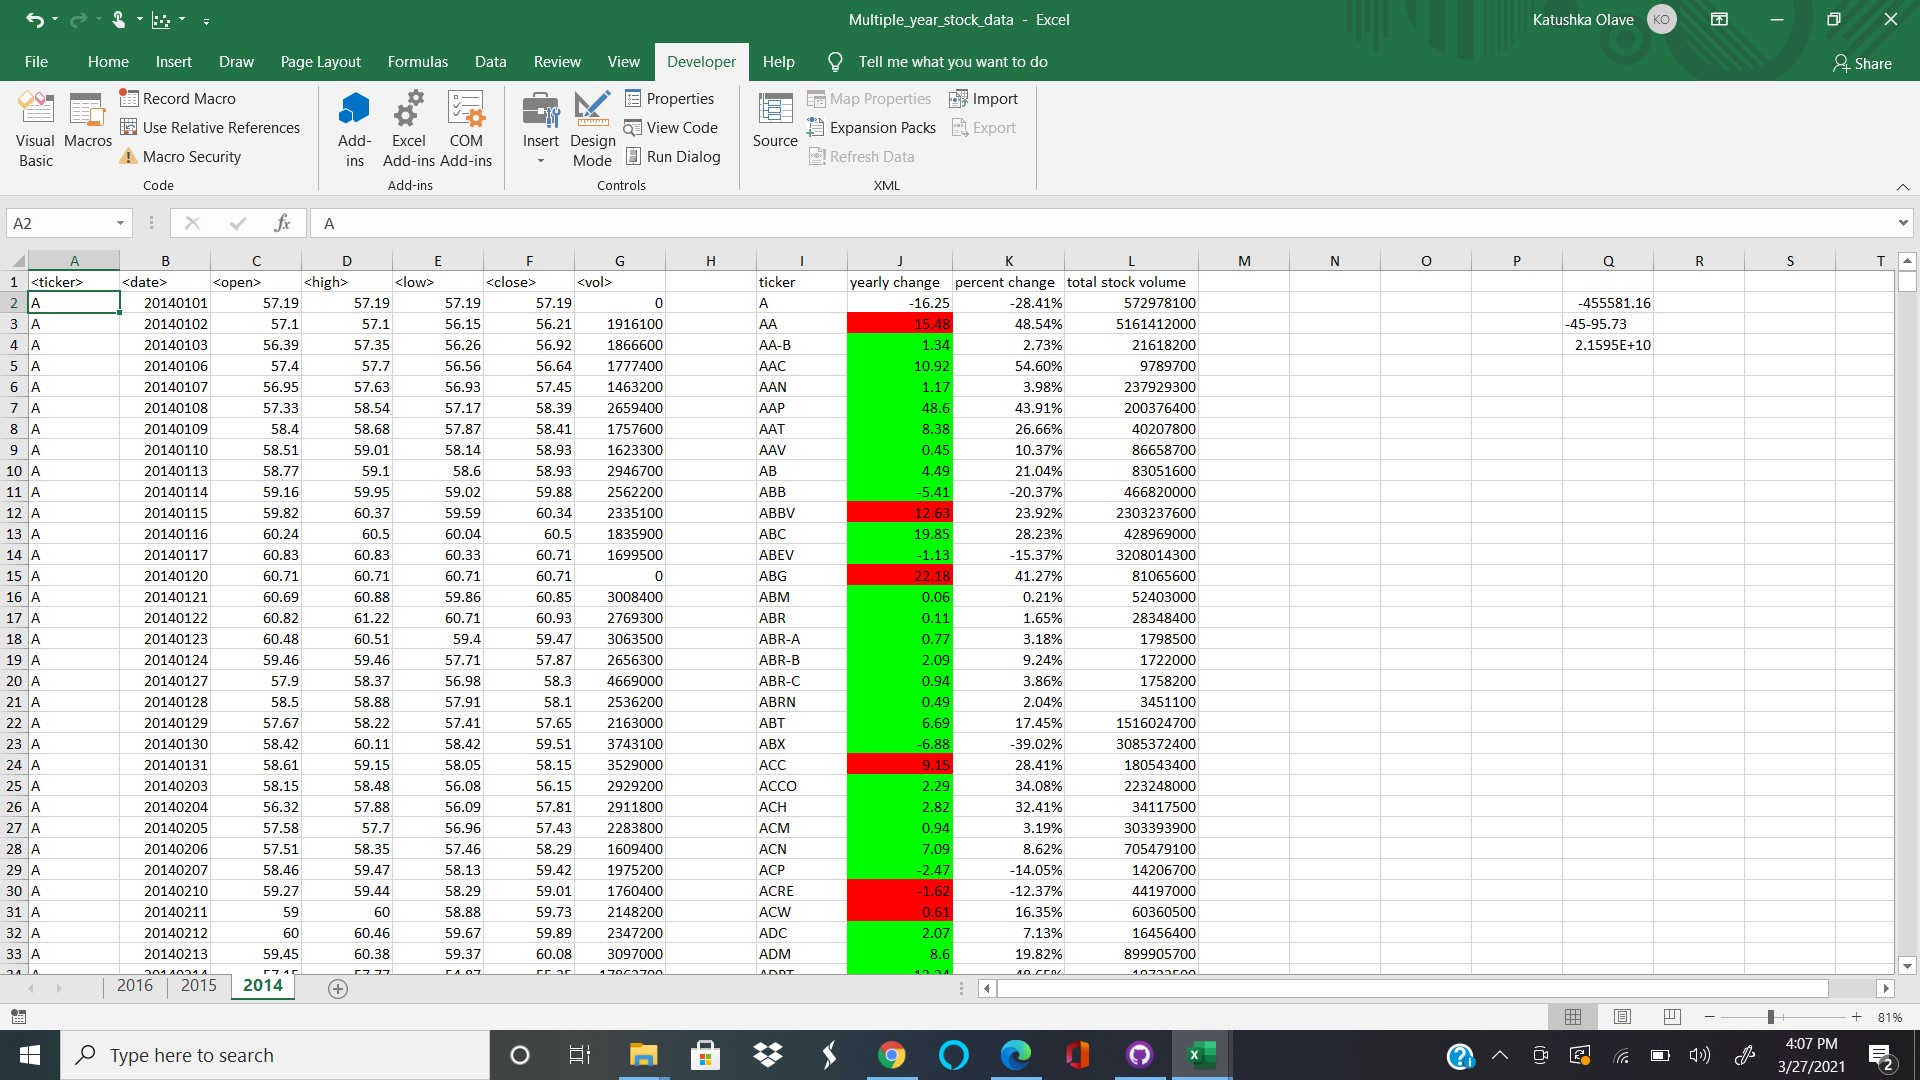 Multiple_year_stock_data - Excel
Katushka Olave KO
File Home Insert Draw Page Layout Formulas Data Review View Developer Help Tell me what you want to do Share
Visual Basic
Macros
Record Macro
Use Relative References
Macro Security
Code
Add-ins
Excel Add-ins
COM Add-ins
Add-ins
Insert
Design Mode
Properties
View Code
Run Dialog
Controls
Source
Map Properties
Expansion Packs
Refresh Data
Import
Export
XML
A2 fx A
A B C D E F G H I J K L M N O P Q R S T
1 <ticker> <date> <open> <high> <low> <close> <vol> ticker yearly change percent change total stock volume
2 A 20140101 57.19 57.19 57.19 57.19 0 A -16.25 -28.41% 572978100 -455581.16
3 A 20140102 57.1 57.1 56.15 56.21 1916100 AA 15.48 48.54% 5161412000 -45-95.73
4 A 20140103 56.39 57.35 56.26 56.92 1866600 AA-B 1.34 2.73% 21618200 2.1595E+10
5 A 20140106 57.4 57.7 56.56 56.64 1777400 AAC 10.92 54.60% 9789700
6 A 20140107 56.95 57.63 56.93 57.45 1463200 AAN 1.17 3.98% 237929300
7 A 20140108 57.33 58.54 57.17 58.39 2659400 AAP 48.6 43.91% 200376400
8 A 20140109 58.4 58.68 57.87 58.41 1757600 AAT 8.38 26.66% 40207800
9 A 20140110 58.51 59.01 58.14 58.93 1623300 AAV 0.45 10.37% 86658700
10 A 20140113 58.77 59.1 58.6 58.93 2946700 AB 4.49 21.04% 83051600
11 A 20140114 59.16 59.95 59.02 59.88 2562200 ABB -5.41 -20.37% 466820000
12 A 20140115 59.82 60.37 59.59 60.34 2335100 ABBV 12.63 23.92% 2303237600
13 A 20140116 60.24 60.5 60.04 60.5 1835900 ABC 19.85 28.23% 428969000
14 A 20140117 60.83 60.83 60.33 60.71 1699500 ABEV -1.13 -15.37% 3208014300
15 A 20140120 60.71 60.71 60.71 60.71 0 ABG 22.18 41.27% 81065600
16 A 20140121 60.69 60.88 59.86 60.85 3008400 ABM 0.06 0.21% 52403000
17 A 20140122 60.82 61.22 60.71 60.93 2769300 ABR 0.11 1.65% 28348400
18 A 20140123 60.48 60.51 59.4 59.47 3063500 ABR-A 0.77 3.18% 1798500
19 A 20140124 59.46 59.46 57.71 57.87 2656300 ABR-B 2.09 9.24% 1722000
20 A 20140127 57.9 58.37 56.98 58.3 4669000 ABR-C 0.94 3.86% 1758200
21 A 20140128 58.5 58.88 57.91 58.1 2536200 ABRN 0.49 2.04% 3451100
22 A 20140129 57.67 58.22 57.41 57.65 2163000 ABT 6.69 17.45% 1516024700
23 A 20140130 58.42 60.11 58.42 59.51 3743100 ABX -6.88 -39.02% 3085372400
24 A 20140131 58.61 59.15 58.05 58.15 3529000 ACC 9.15 28.41% 180543400
25 A 20140203 58.15 58.48 56.08 56.15 2929200 ACCO 2.29 34.08% 223248000
26 A 20140204 56.32 57.88 56.09 57.81 2911800 ACH 2.82 32.41% 34117500
27 A 20140205 57.58 57.7 56.96 57.43 2283800 ACM 0.94 3.19% 303393900
28 A 20140206 57.51 58.35 57.46 58.29 1609400 ACN 7.09 8.62% 705479100
29 A 20140207 58.46 59.47 58.13 59.42 1975200 ACP -2.47 -14.05% 14206700
30 A 20140210 59.27 59.44 58.29 59.01 1760400 ACRE -1.62 -12.37% 44197000
31 A 20140211 59 60 58.88 59.73 2148200 ACW 0.61 16.35% 60360500
32 A 20140212 60 60.46 59.67 59.89 2347200 ADC 2.07 7.13% 16456400
33 A 20140213 59.45 60.38 59.37 60.08 3097000 ADM 8.6 19.82% 899905700
2016 2015 2014
81%
Type here to search
4:07 PM
3/27/2021
2